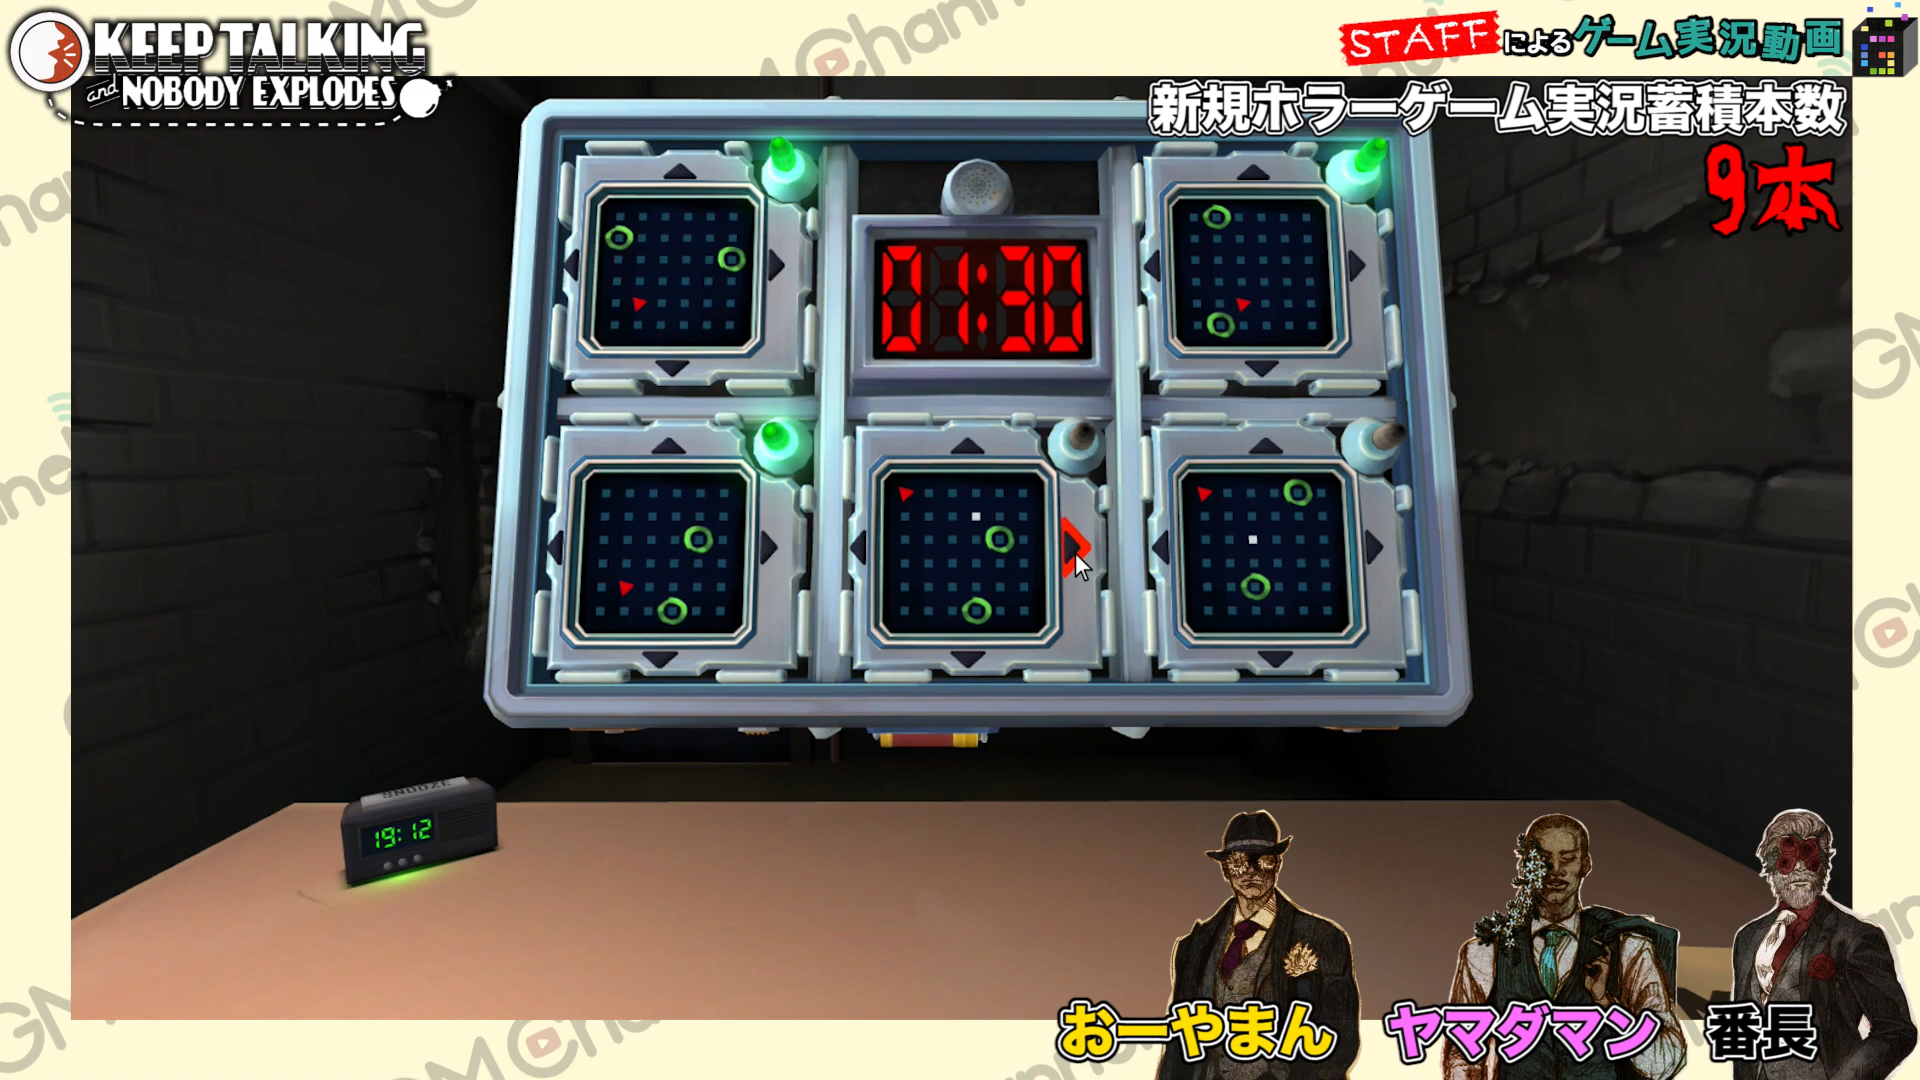 KEEP TALKING
and NOBODY EXPLODES
STAFFによるゲーム実況動画
新規ホラーゲーム実況蓄積本数
9本
01:30
SNOOZE
19:12
おーやまん
ヤマダマン
番長